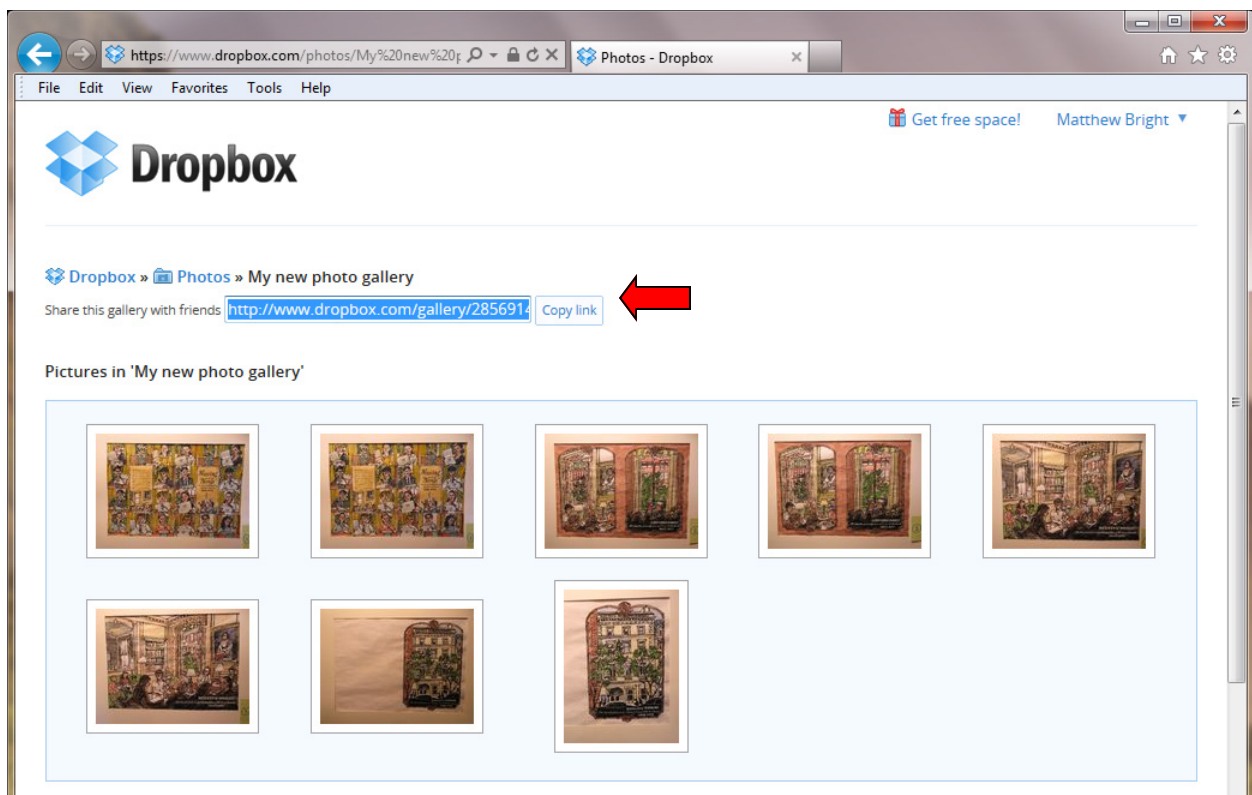 https://www.dropbox.com/photos/My%20new%20p
Photos - Dropbox
File Edit View Favorites Tools Help
Get free space! Matthew Bright
Dropbox
Dropbox » Photos » My new photo gallery
Share this gallery with friends http://www.dropbox.com/gallery/2856914 Copy link
Pictures in 'My new photo gallery'